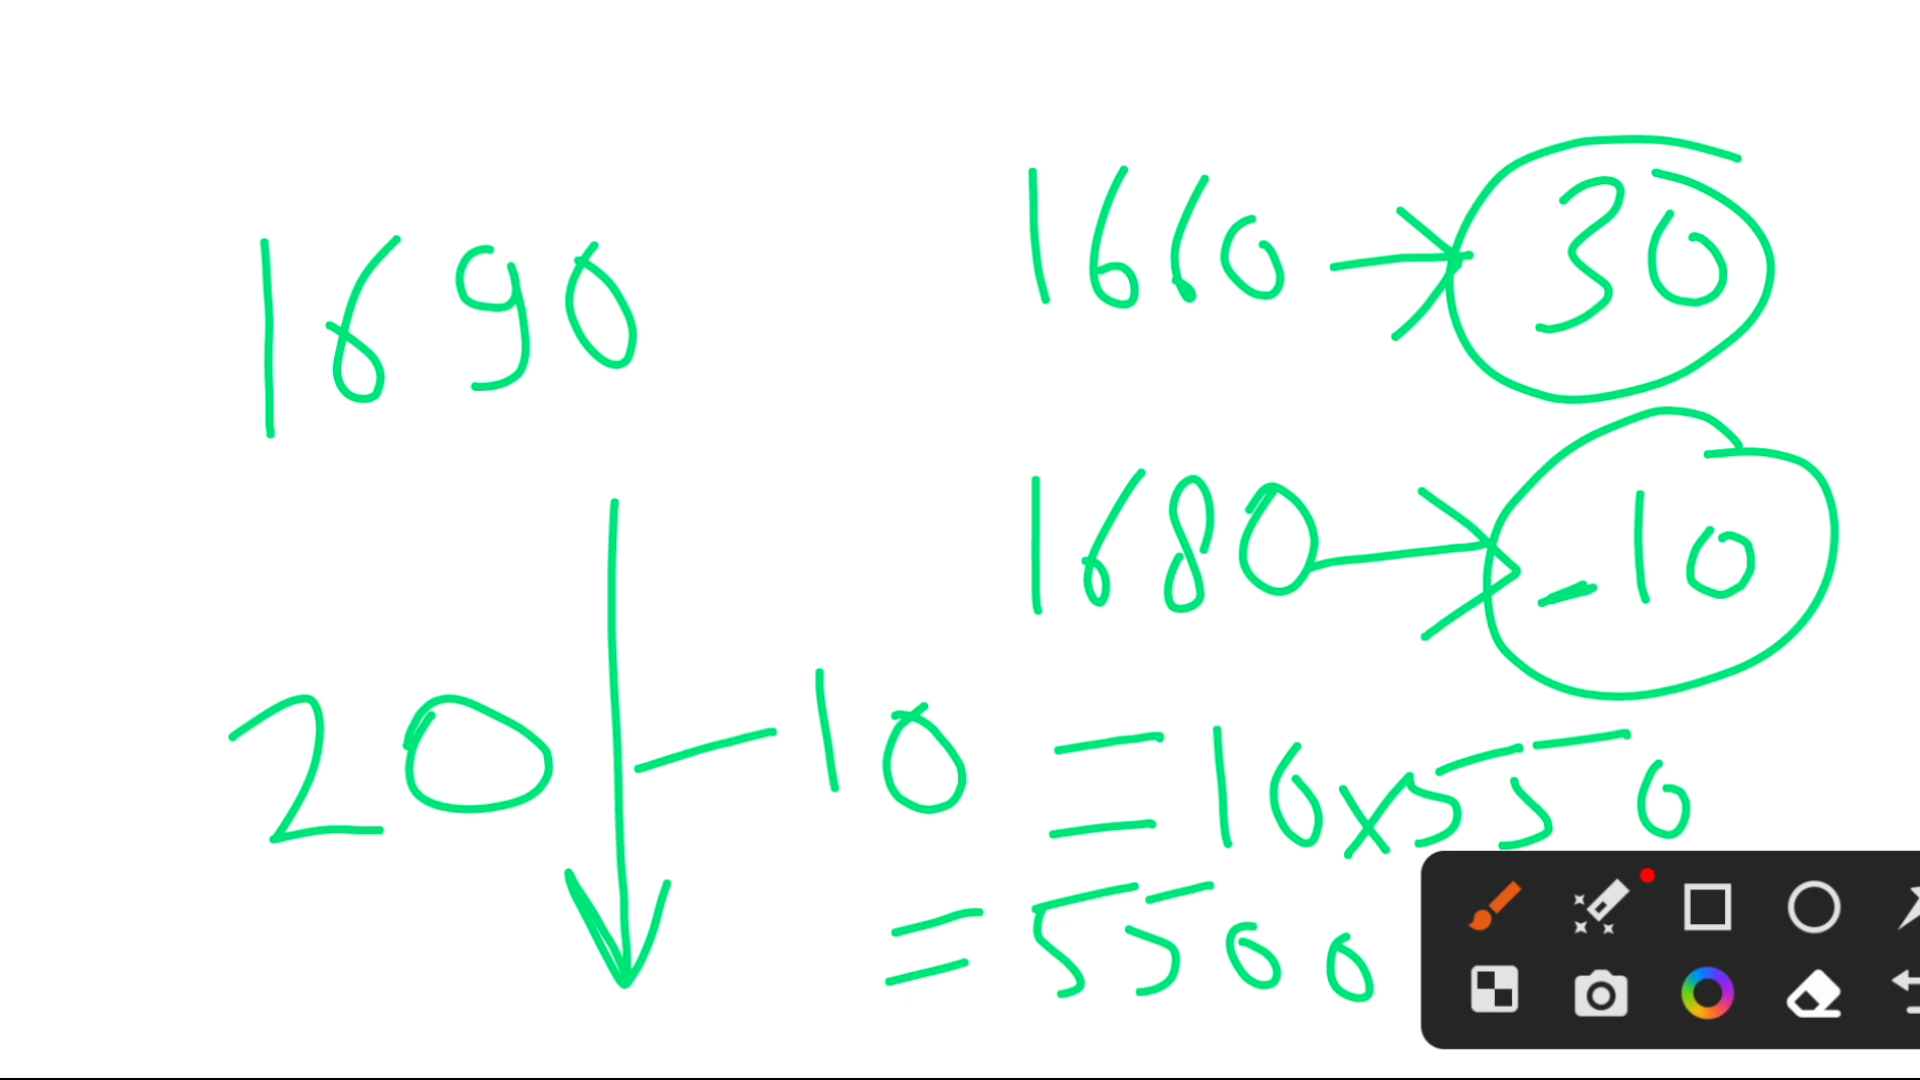 1690
1660 → 30
1680 → -10
20 - 10 = 10x550
= 5500